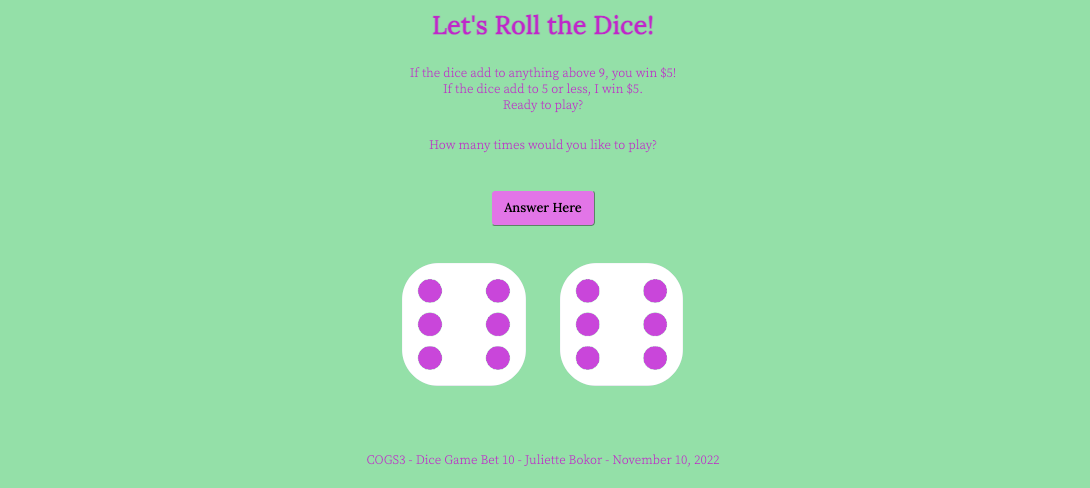 Let's Roll the Dice!
If the dice add to anything above 9, you win $5!
If the dice add to 5 or less, I win $5.
Ready to play?
How many times would you like to play?
Answer Here
COGS3 - Dice Game Bet 10 - Juliette Bokor - November 10, 2022